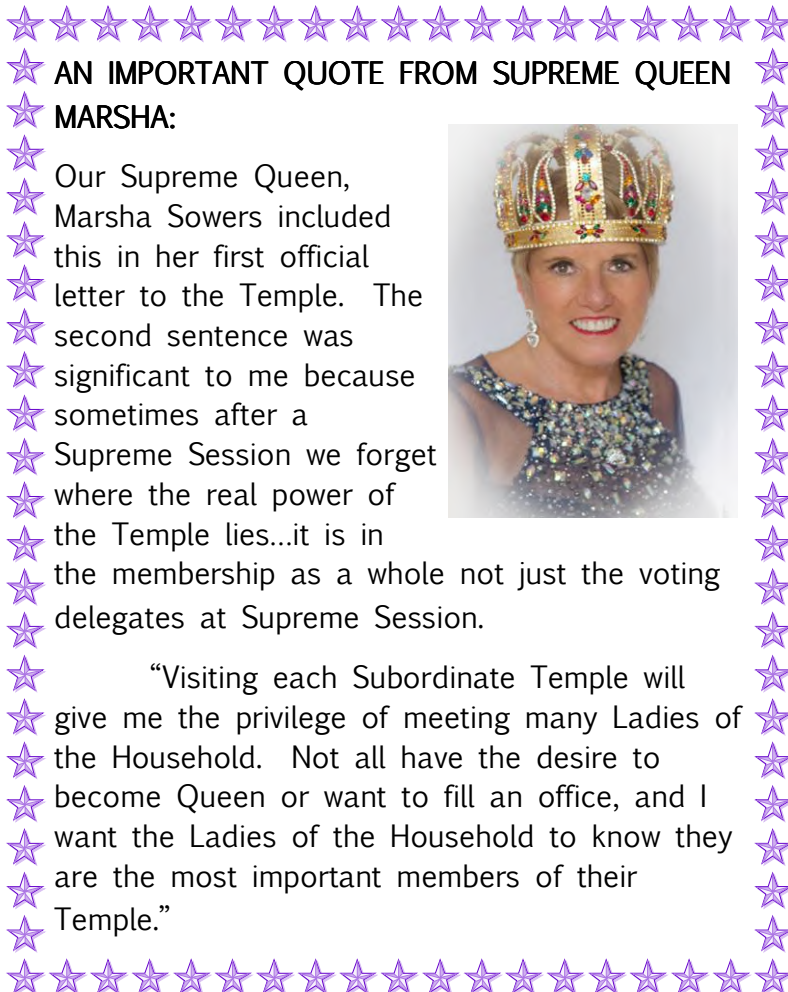 AN IMPORTANT QUOTE FROM SUPREME QUEEN
MARSHA:
Our Supreme Queen,
Marsha Sowers included
this in her first official
letter to the Temple. The
second sentence was
significant to me because
sometimes after a
Supreme Session we forget
where the real power of
the Temple lies...it is in
the membership as a whole not just the voting
delegates at Supreme Session.
“Visiting each Subordinate Temple will
give me the privilege of meeting many Ladies of
the Household. Not all have the desire to
become Queen or want to fill an office, and I
want the Ladies of the Household to know they
are the most important members of their
Temple.”